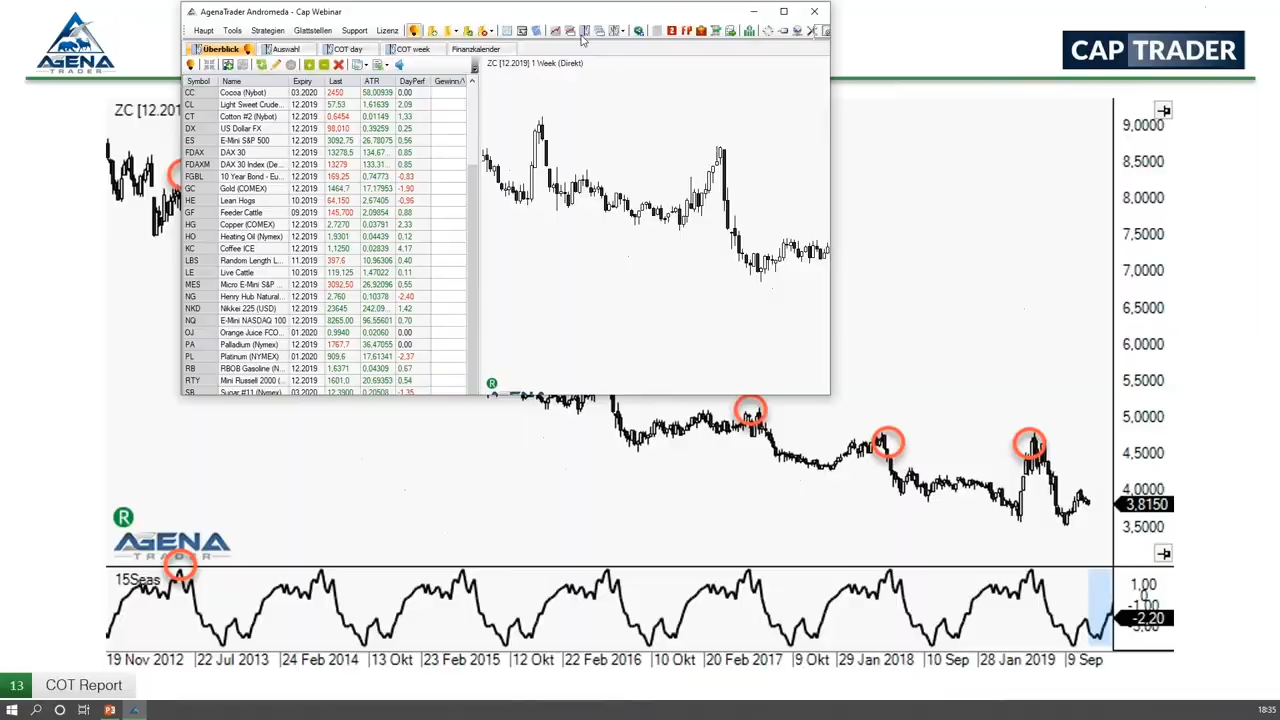 AGENA
TRADER
CAP TRADER
AgenaTrader Andromeda - Cap Webinar
Haupt Tools Strategien Glattstellen Support Lizenz
Überblick Auswahl COT day COT week Finanzkalender
Symbol Name Expiry Last ATR DayPerf Gewinn/V
CC Cocoa (Nybot) 03.2020 2450 58,00939 0,00
CL Light Sweet Crude... 12.2019 57,53 1,61639 2,09
CT Cotton #2 (Nybot) 12.2019 0,6454 0,01149 1,33
DX US Dollar FX 12.2019 98,010 0,39259 0,25
ES E-Mini S&P 500 12.2019 3092,75 26,78075 0,56
FDAX DAX 30 12.2019 13278,5 134,67... 0,85
FDAXM DAX 30 Index (De... 12.2019 13279 133,31... 0,85
FGBL 10 Year Bond - Eu... 12.2019 169,25 0,74773 -0,83
GC Gold (COMEX) 12.2019 1464,7 17,17953 -1,90
HE Lean Hogs 10.2019 64,150 2,67405 -0,96
GF Feeder Cattle 09.2019 145,700 2,09854 0,88
HG Copper (COMEX) 12.2019 2,7270 0,03791 2,33
HO Heating Oil (Nymex) 12.2019 1,9301 0,04439 0,12
KC Coffee ICE 12.2019 1,1250 0,02839 4,17
LBS Random Length L... 11.2019 397,6 10,96306 0,40
LE Live Cattle 10.2019 119,125 1,47022 0,11
MES Micro E-Mini S&P ... 12.2019 3092,50 26,92096 0,55
NG Henry Hub Natural... 12.2019 2,760 0,10378 -2,40
NKD Nikkei 225 (USD) 12.2019 23645 242,09... 1,42
NQ E-Mini NASDAQ 100 12.2019 8265,00 96,55601 0,70
OJ Orange Juice FCO... 01.2020 0,9940 0,02060 0,00
PA Palladium (Nymex) 12.2019 1767,7 36,47055 0,00
PL Platinum (NYMEX) 01.2020 909,6 17,61341 -2,37
RB RBOB Gasoline (N... 12.2019 1,6371 0,04309 0,67
RTY Mini Russell 2000 (... 12.2019 1601,0 20,69353 0,54
SB Sugar #11 (Nymex) 03.2020 12,3900 0,20508 -1,35
ZC [12.2019] 1 Week (Direkt)
R
ZC [12.201
9,0000
8,5000
8,0000
7,5000
7,0000
6,5000
6,0000
5,5000
5,0000
4,5000
4,0000
3,8150
3,5000
R
AGENA
TRADER
15Seas
1,00
-1,00
-2,20
19 Nov 2012 22 Jul 2013 24 Feb 2014 13 Okt 23 Feb 2015 12 Okt 22 Feb 2016 10 Okt 20 Feb 2017 9 Okt 29 Jan 2018 10 Sep 28 Jan 2019 9 Sep
13 COT Report
18:35